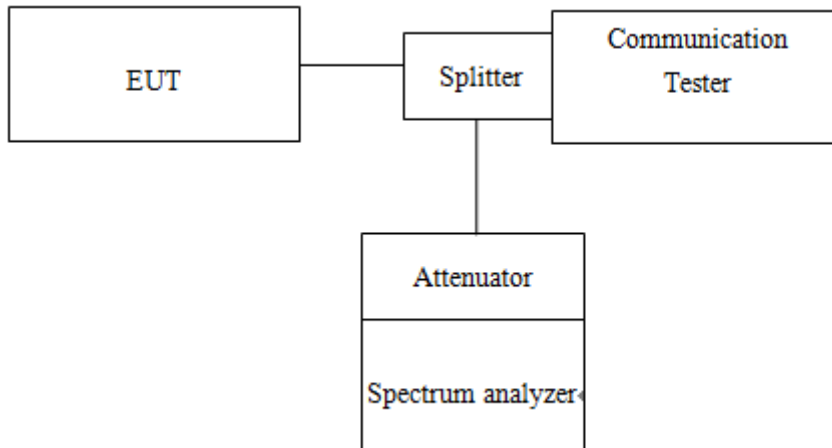 EUT
Splitter
Communication
Tester
Attenuator
Spectrum analyzer